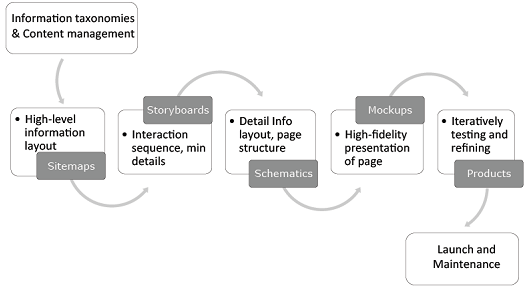 Information taxonomies
& Content management
• High-level
information
layout
Sitemaps
Storyboards
• Interaction
sequence, min
details
• Detail Info
layout, page
structure
Schematics
Mockups
• High-fidelity
presentation
of page
• Iteratively
testing and
refining
Products
Launch and
Maintenance